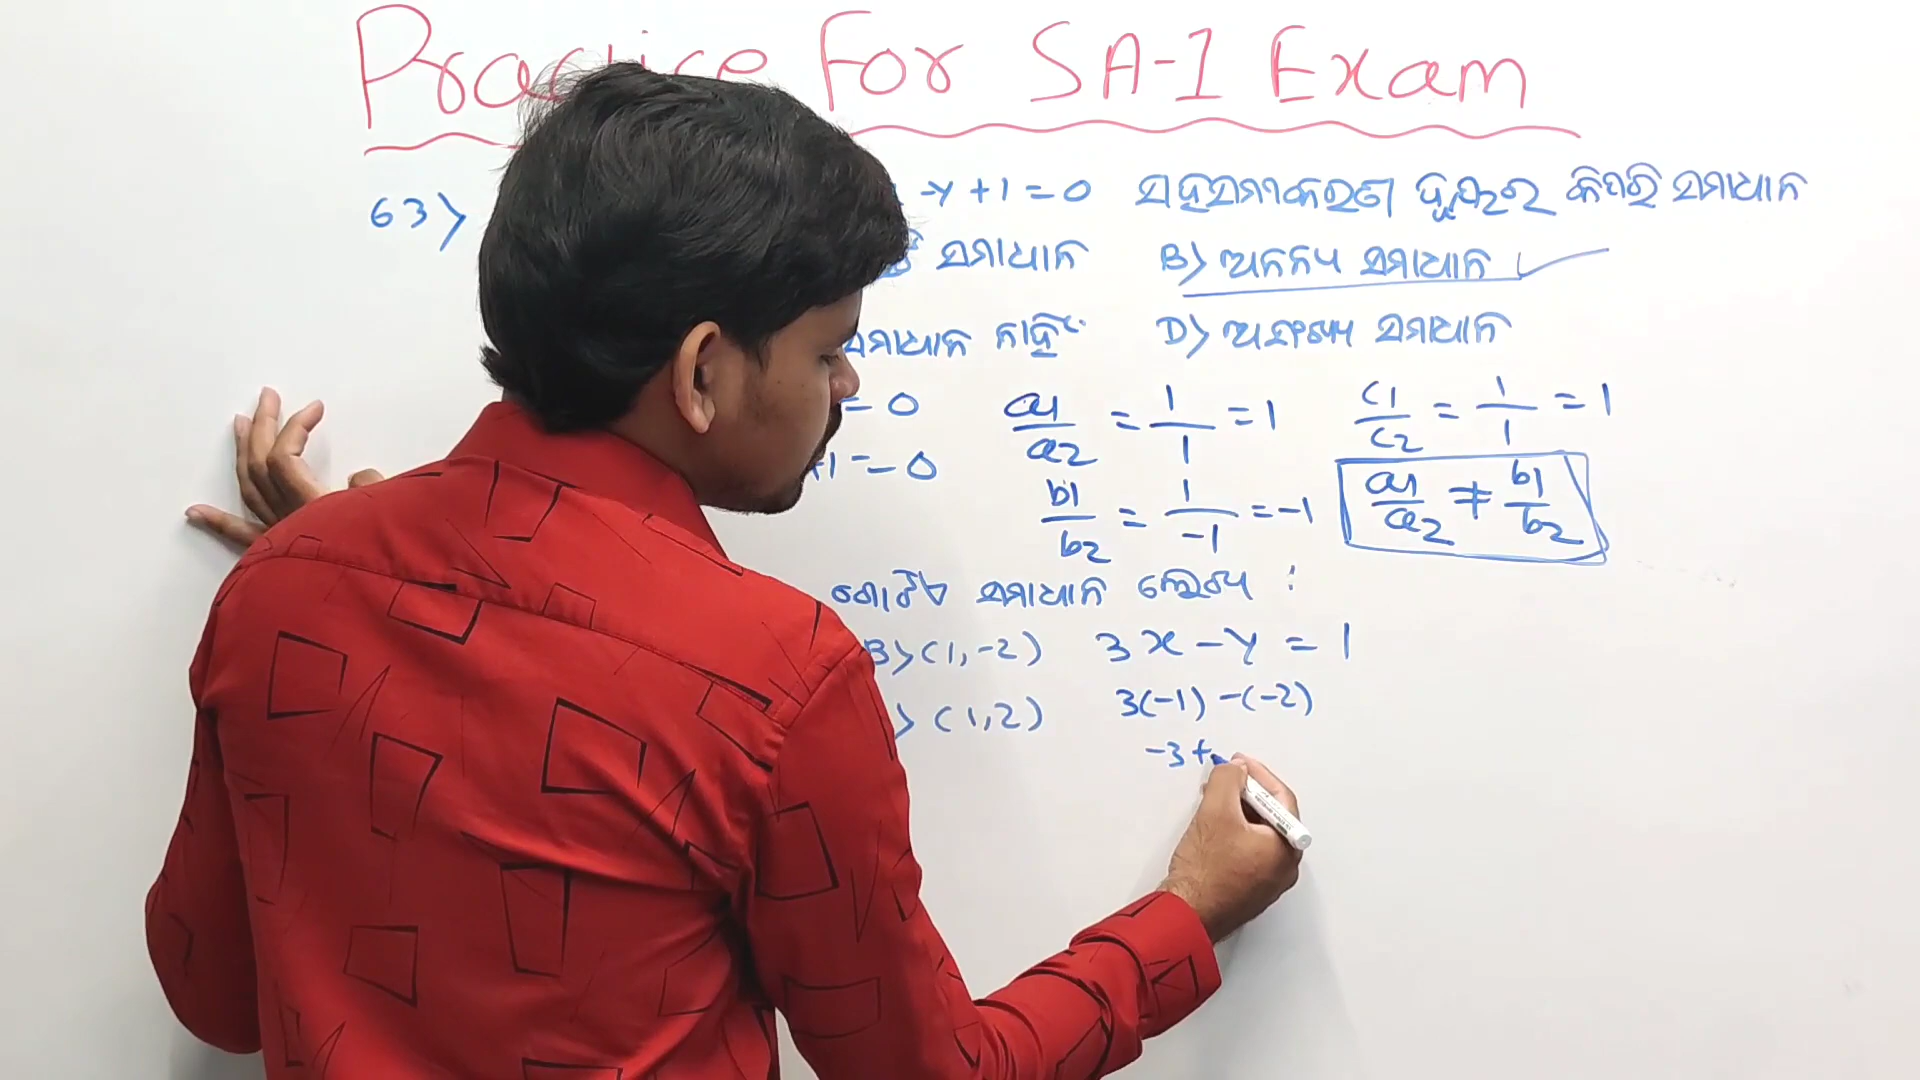 Practice For SA-1 Exam
63> -y+1=0 ସହସମୀକରଣ ଦ୍ୱୟର କିପରି ସମାଧାନ
ସମାଧାନ B> ଅନନ୍ୟ ସମାଧାନ ✓
ସମାଧାନ ନାହିଁ D> ଅସଂଖ୍ୟ ସମାଧାନ
= 0 a1/a2 = 1/1 = 1 c1/c2 = 1/1 = 1
+1 = 0 b1/b2 = 1/-1 = -1 a1/a2 ≠ b1/b2
ଗୋଟିଏ ସମାଧାନ ଲେଖ !
B>(1,-2) 3x-y = 1
> (1,2) 3(-1) -(-2)
-3+